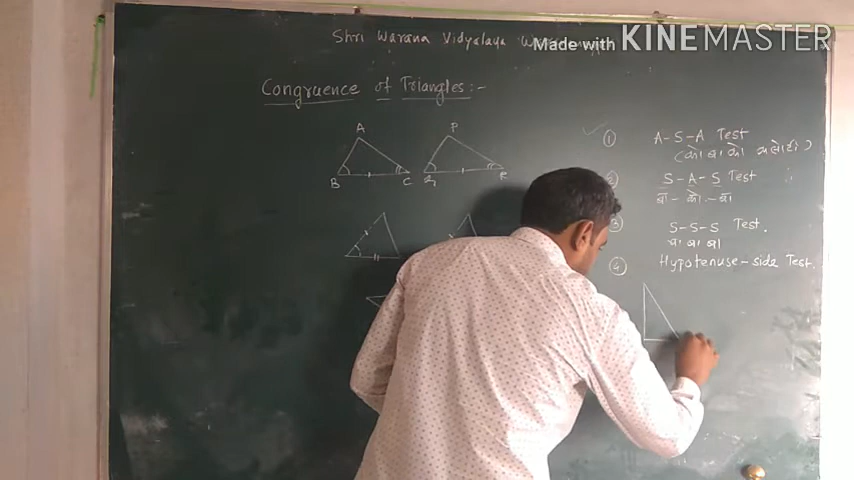 Shri Warana Vidyalaya
Made with KINEMASTER
Congruence of Triangles:-
A P
B C Q R
① A-S-A Test
② S-A-S Test
बा - को - बा
③ S-S-S Test.
बा बा बा
④ Hypotenuse-side Test.